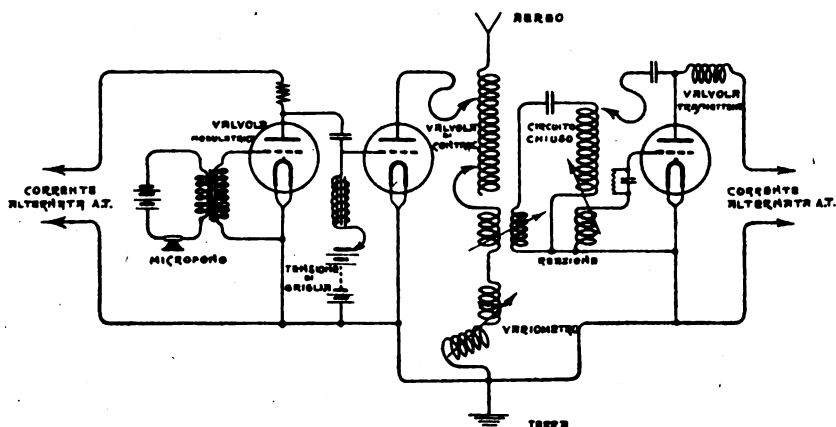 AEREO
VALVOLA
MODULATRICE
VALVOLA
DI
CONTROL
CIRCUITO
CHIUSO
VALVOLA
TRASMETTENTE
CORRENTE
ALTERNATA A.T.
MICROFONO
TENSIONE
DI
GRIGLIA
REAZIONE
CORRENTE
ALTERNATA A.T.
VARIOMETRO
TERRA